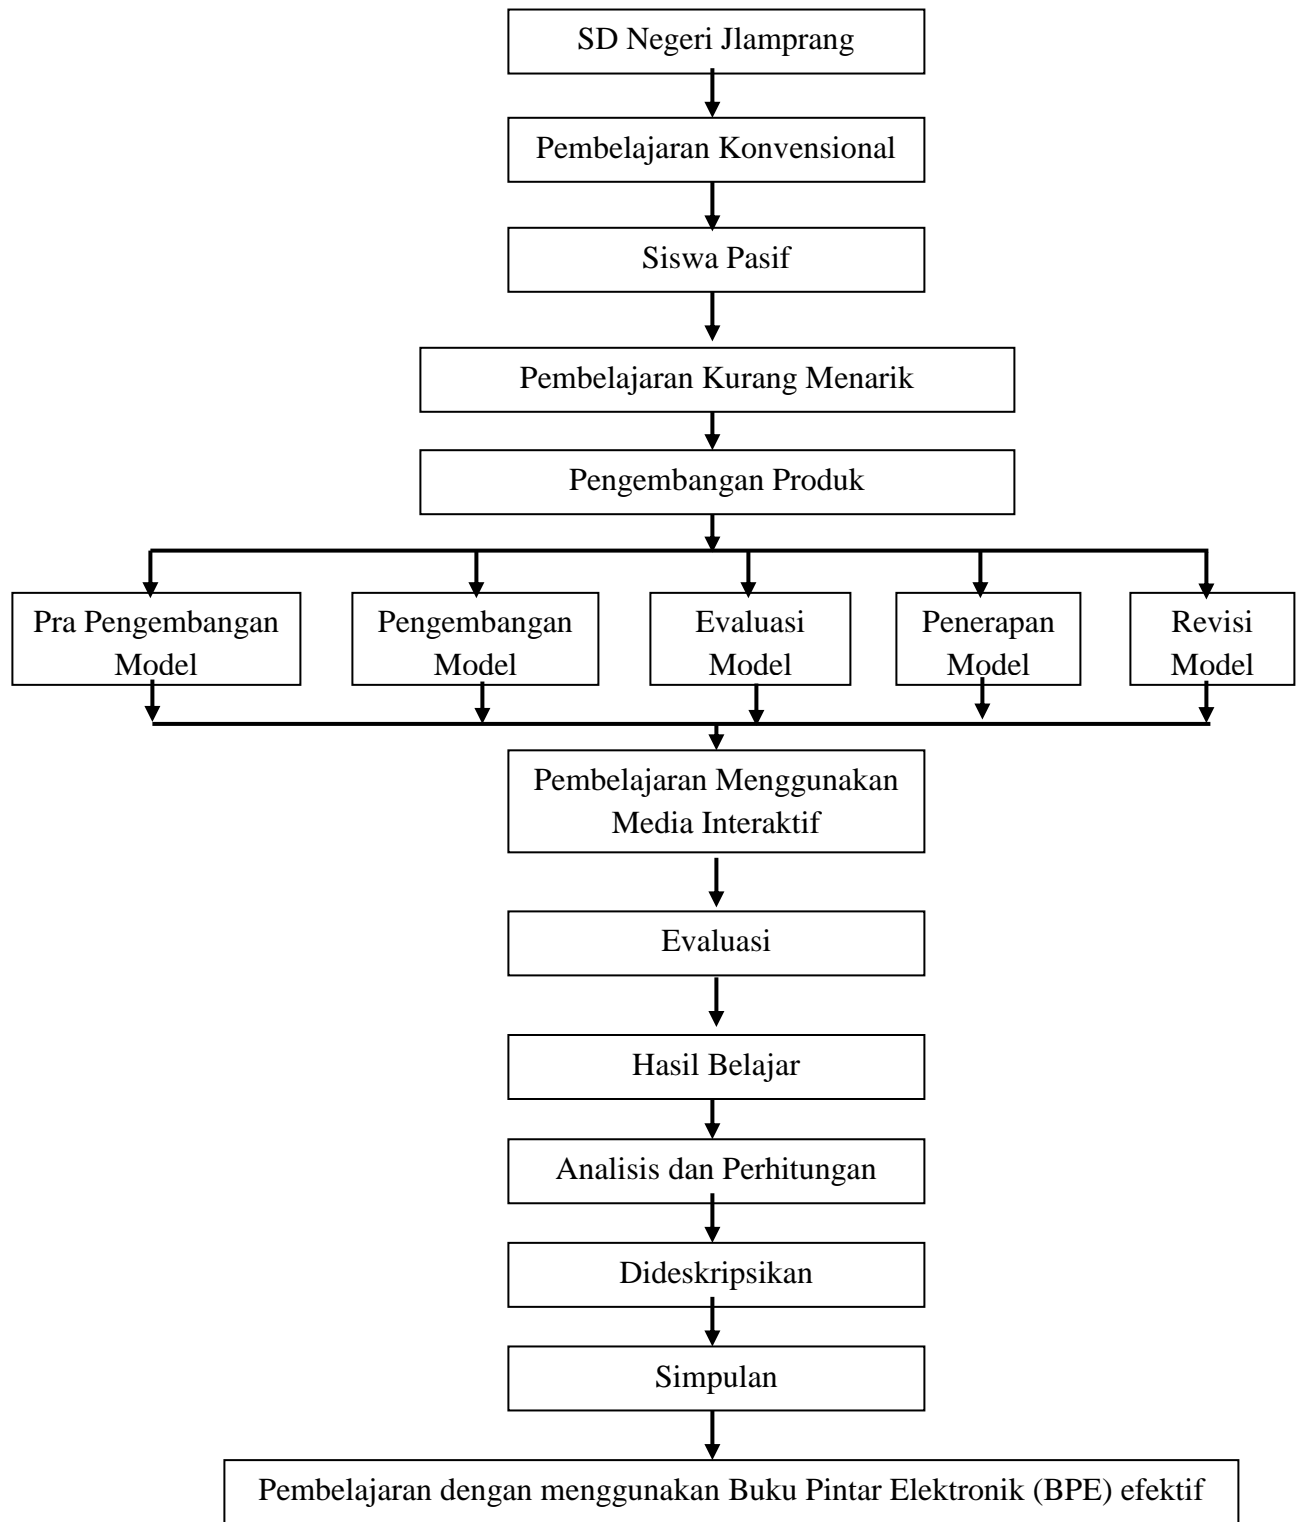 SD Negeri Jlamprang
Pembelajaran Konvensional
Siswa Pasif
Pembelajaran Kurang Menarik
Pengembangan Produk
Pra Pengembangan
Model
Pengembangan
Model
Evaluasi
Model
Penerapan
Model
Revisi
Model
Pembelajaran Menggunakan
Media Interaktif
Evaluasi
Hasil Belajar
Analisis dan Perhitungan
Dideskripsikan
Simpulan
Pembelajaran dengan menggunakan Buku Pintar Elektronik (BPE) efektif